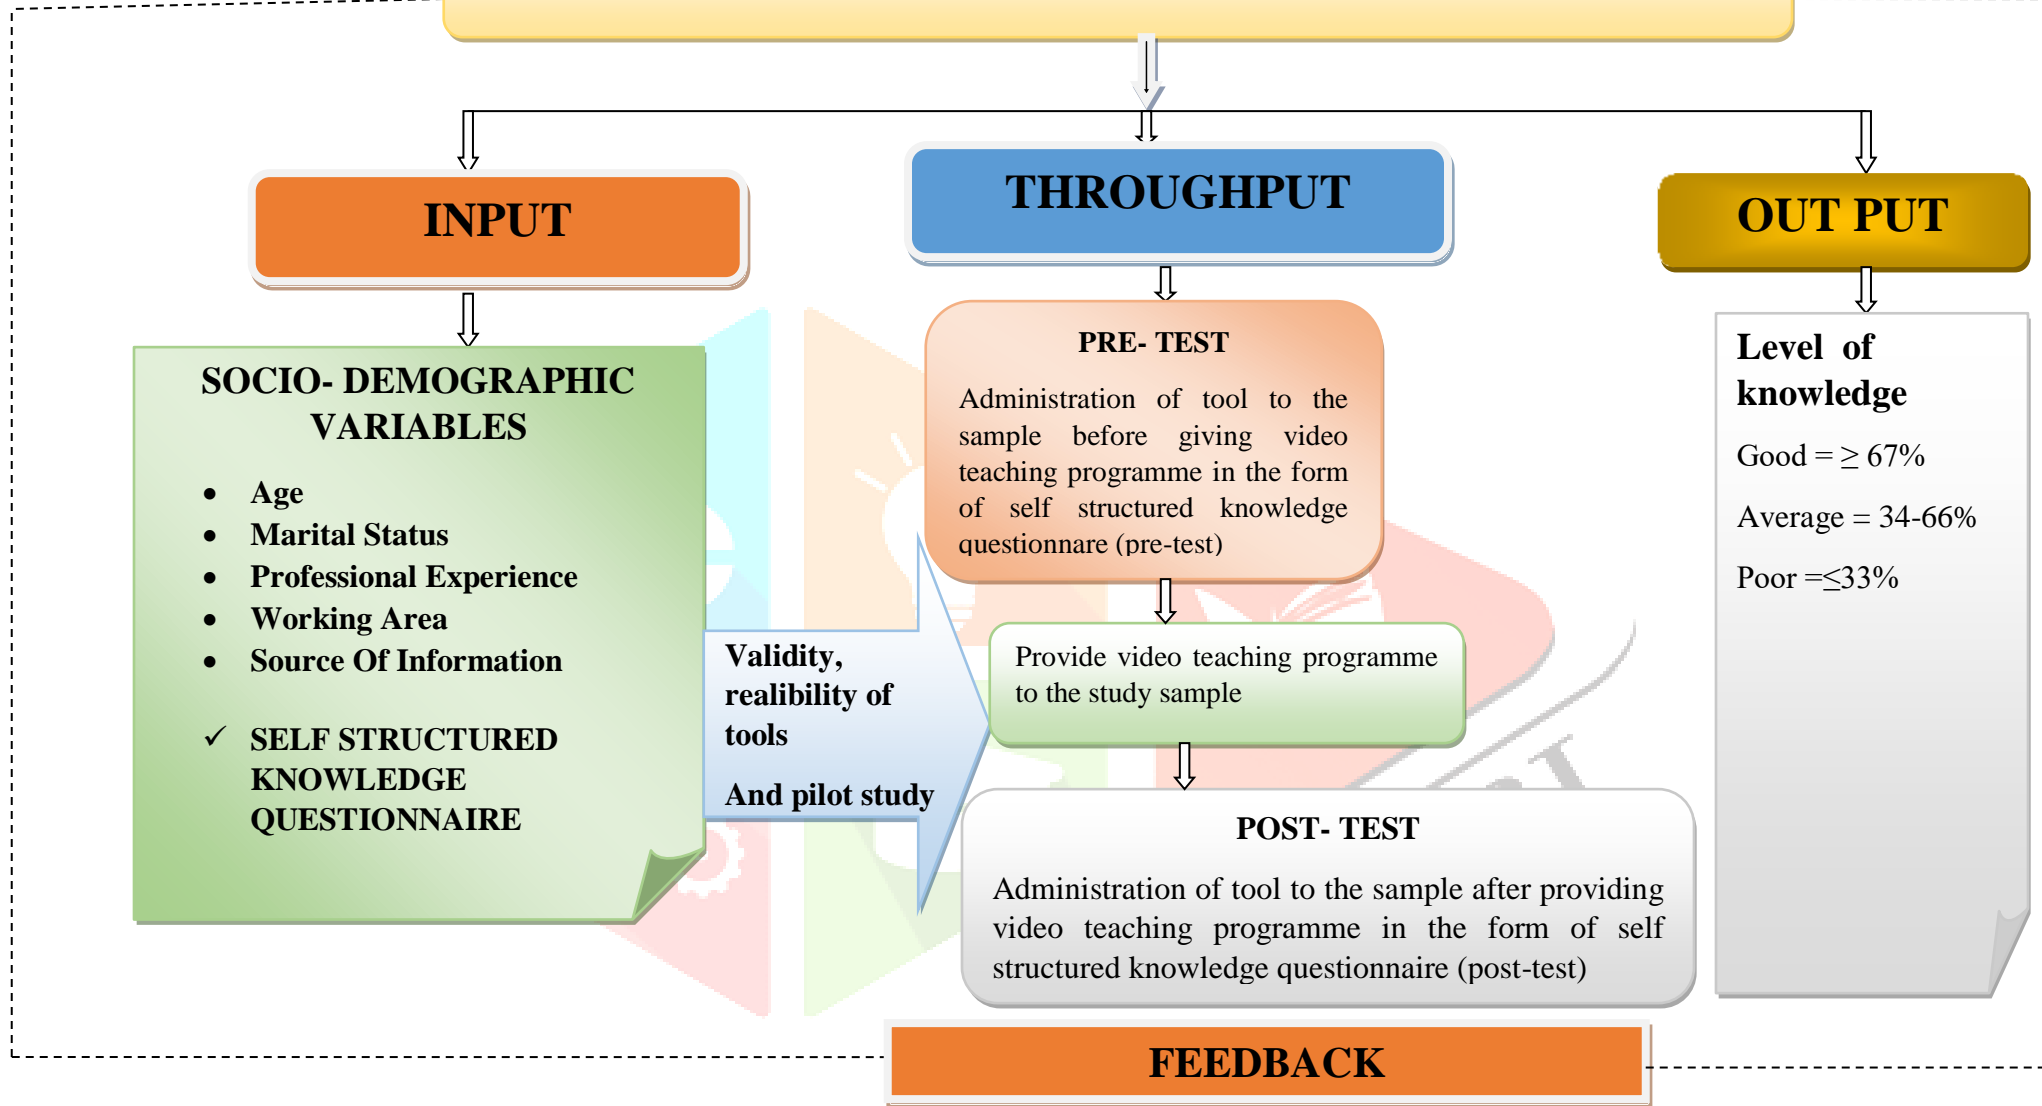 INPUT
THROUGHPUT
OUT PUT
SOCIO- DEMOGRAPHIC
VARIABLES
• Age
• Marital Status
• Professional Experience
• Working Area
• Source Of Information
✓ SELF STRUCTURED
KNOWLEDGE
QUESTIONNAIRE
Validity,
realibility of
tools
And pilot study
PRE- TEST
Administration of tool to the
sample before giving video
teaching programme in the form
of self structured knowledge
questionnare (pre-test)
Provide video teaching programme
to the study sample
POST- TEST
Administration of tool to the sample after providing
video teaching programme in the form of self
structured knowledge questionnaire (post-test)
Level of
knowledge
Good = ≥ 67%
Average = 34-66%
Poor =≤33%
FEEDBACK